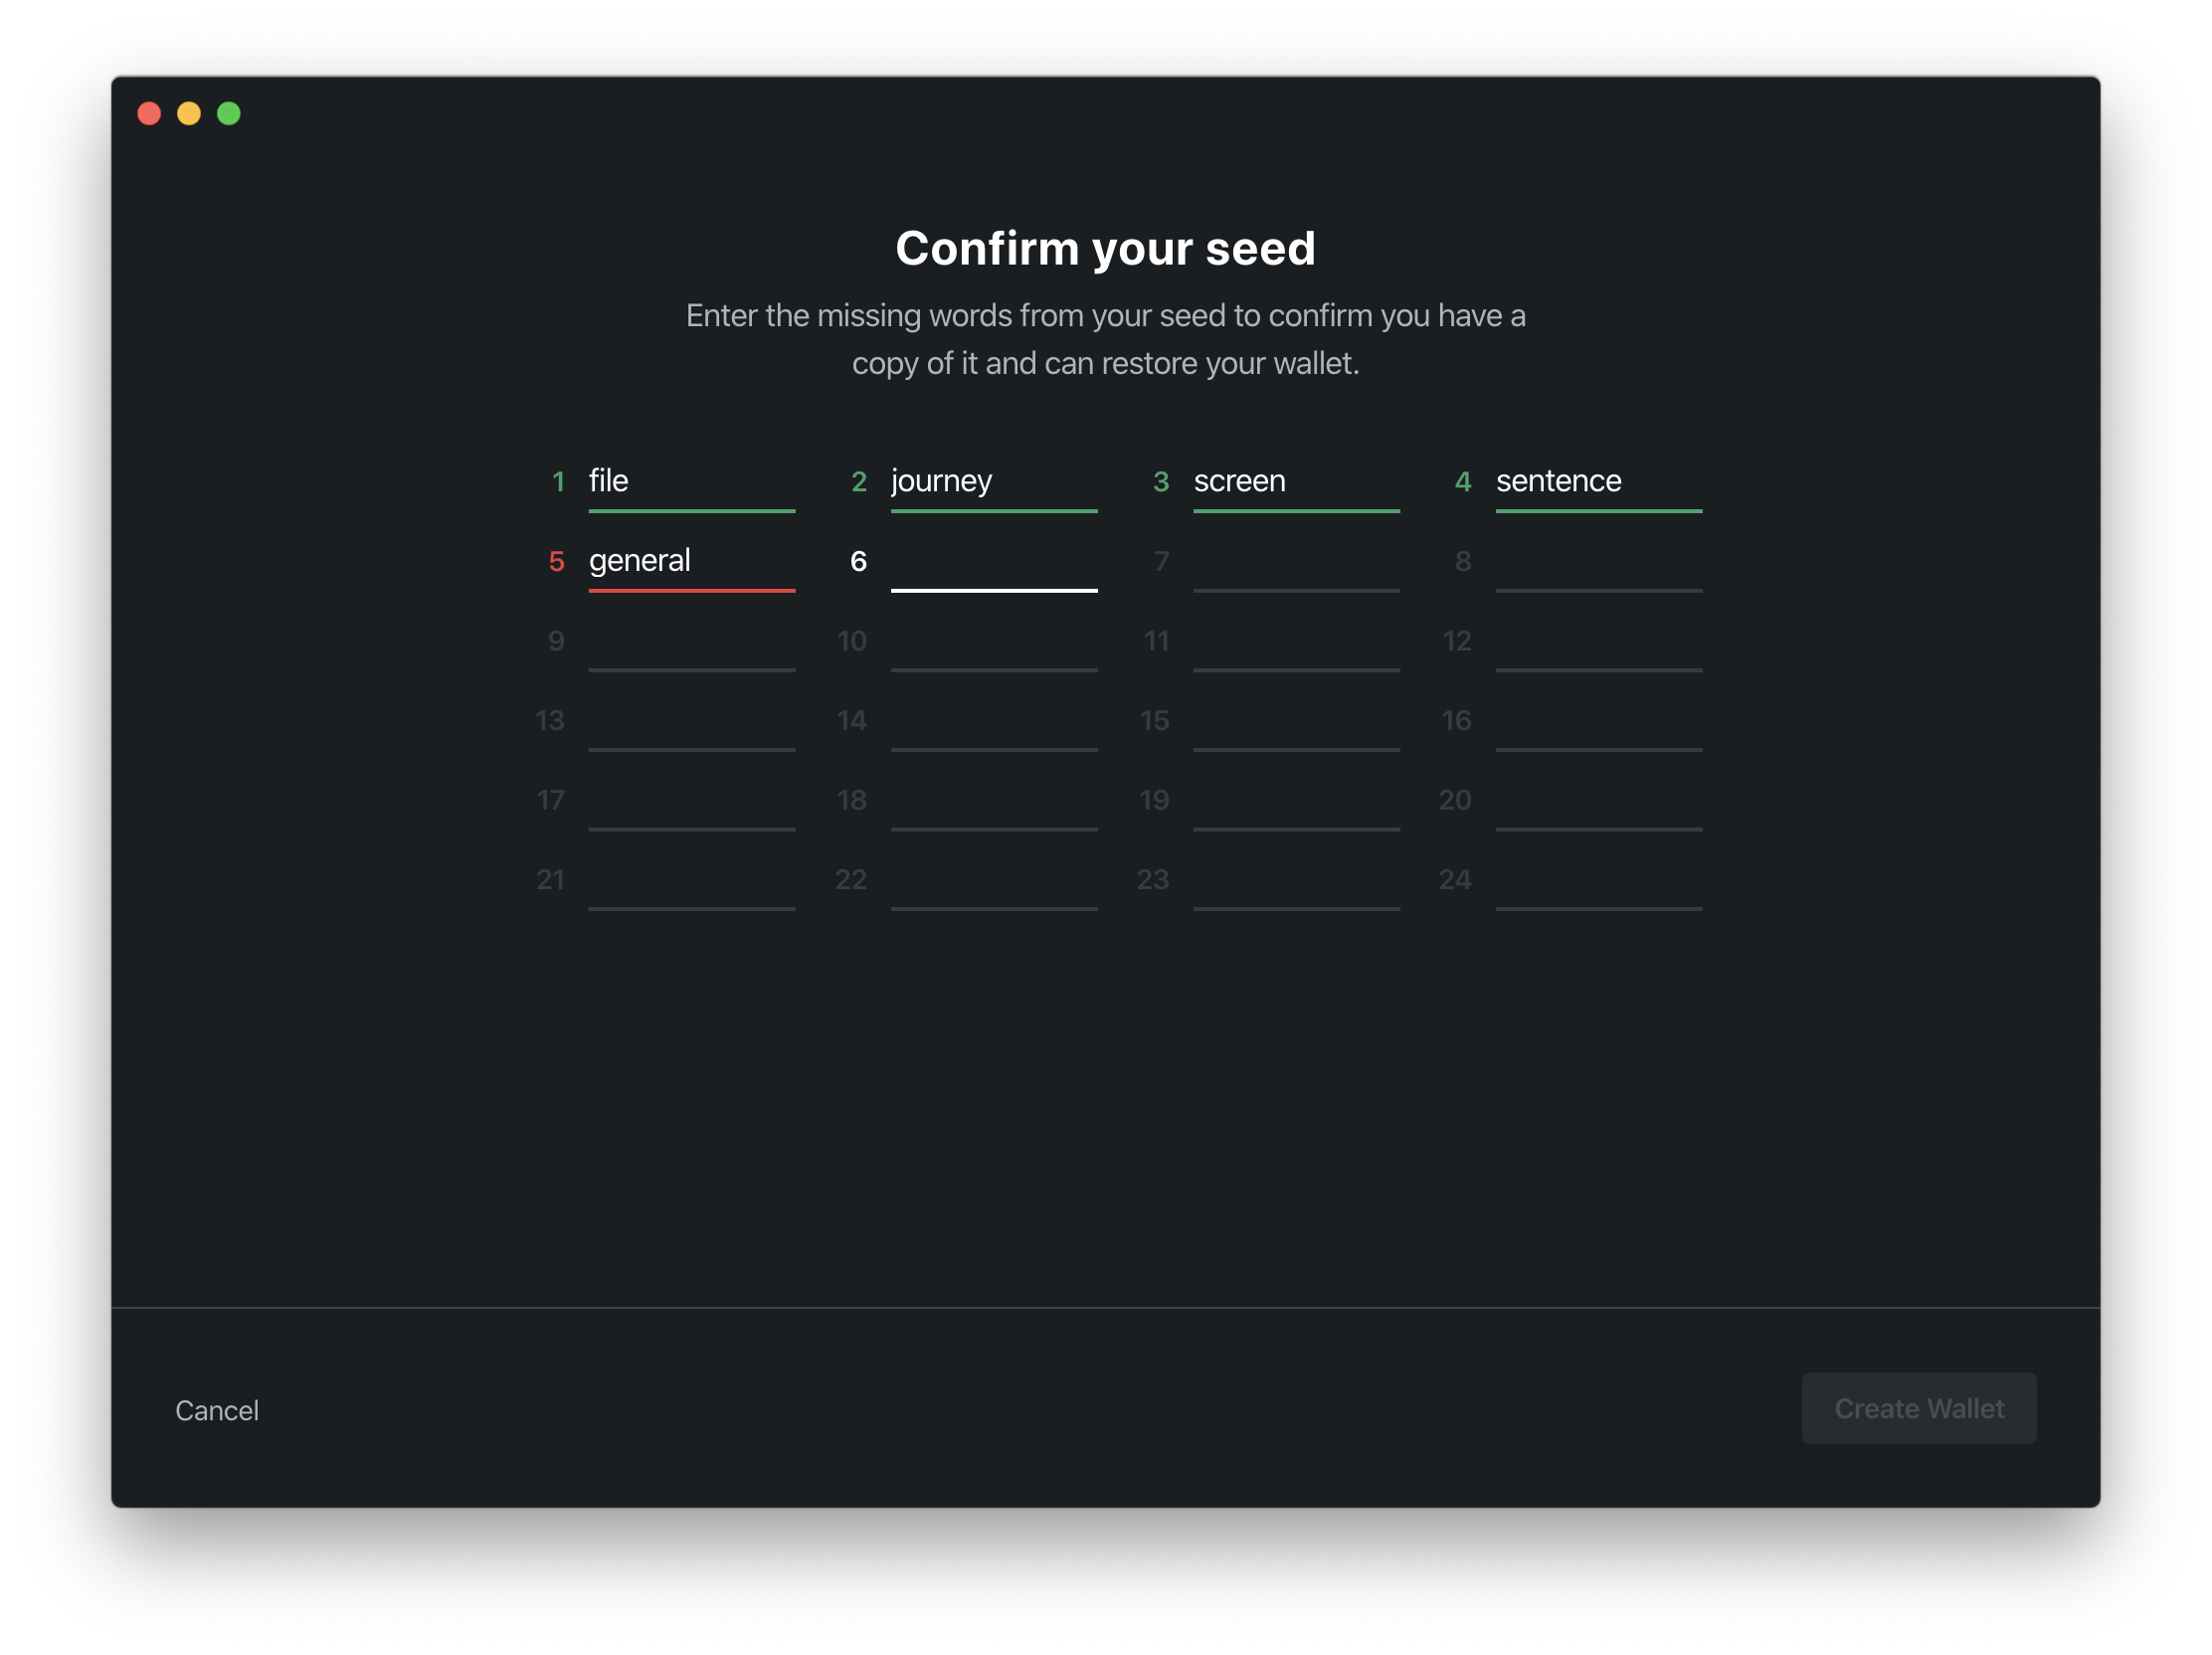 Confirm your seed
Enter the missing words from your seed to confirm you have a
copy of it and can restore your wallet.
1 file 2 journey 3 screen 4 sentence
5 general 6 7 8
9 10 11 12
13 14 15 16
17 18 19 20
21 22 23 24
Cancel Create Wallet